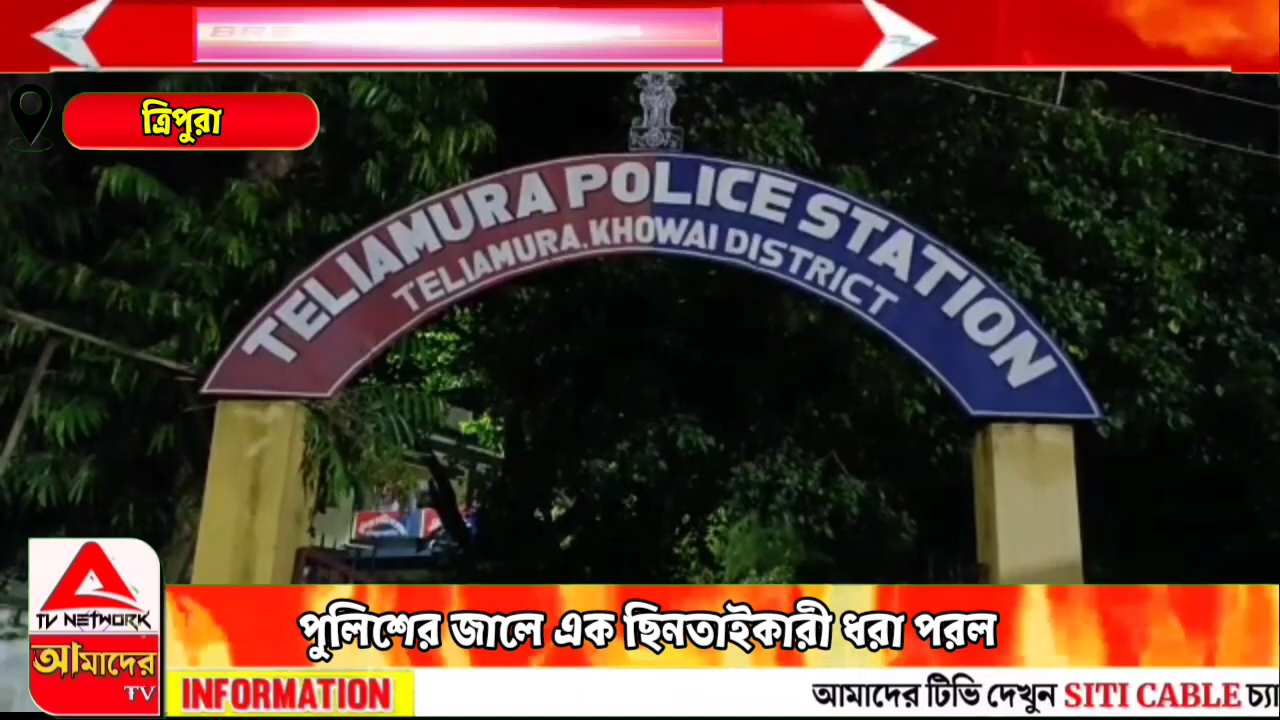 ত্রিপুরা
TELIAMURA POLICE STATION
TELIAMURA, KHOWAI DISTRICT
TV NETWORK
আমাদের
TV
পুলিশের জালে এক ছিনতাইকারী ধরা পরল
INFORMATION
আমাদের টিভি দেখুন SITI CABLE চ্যা